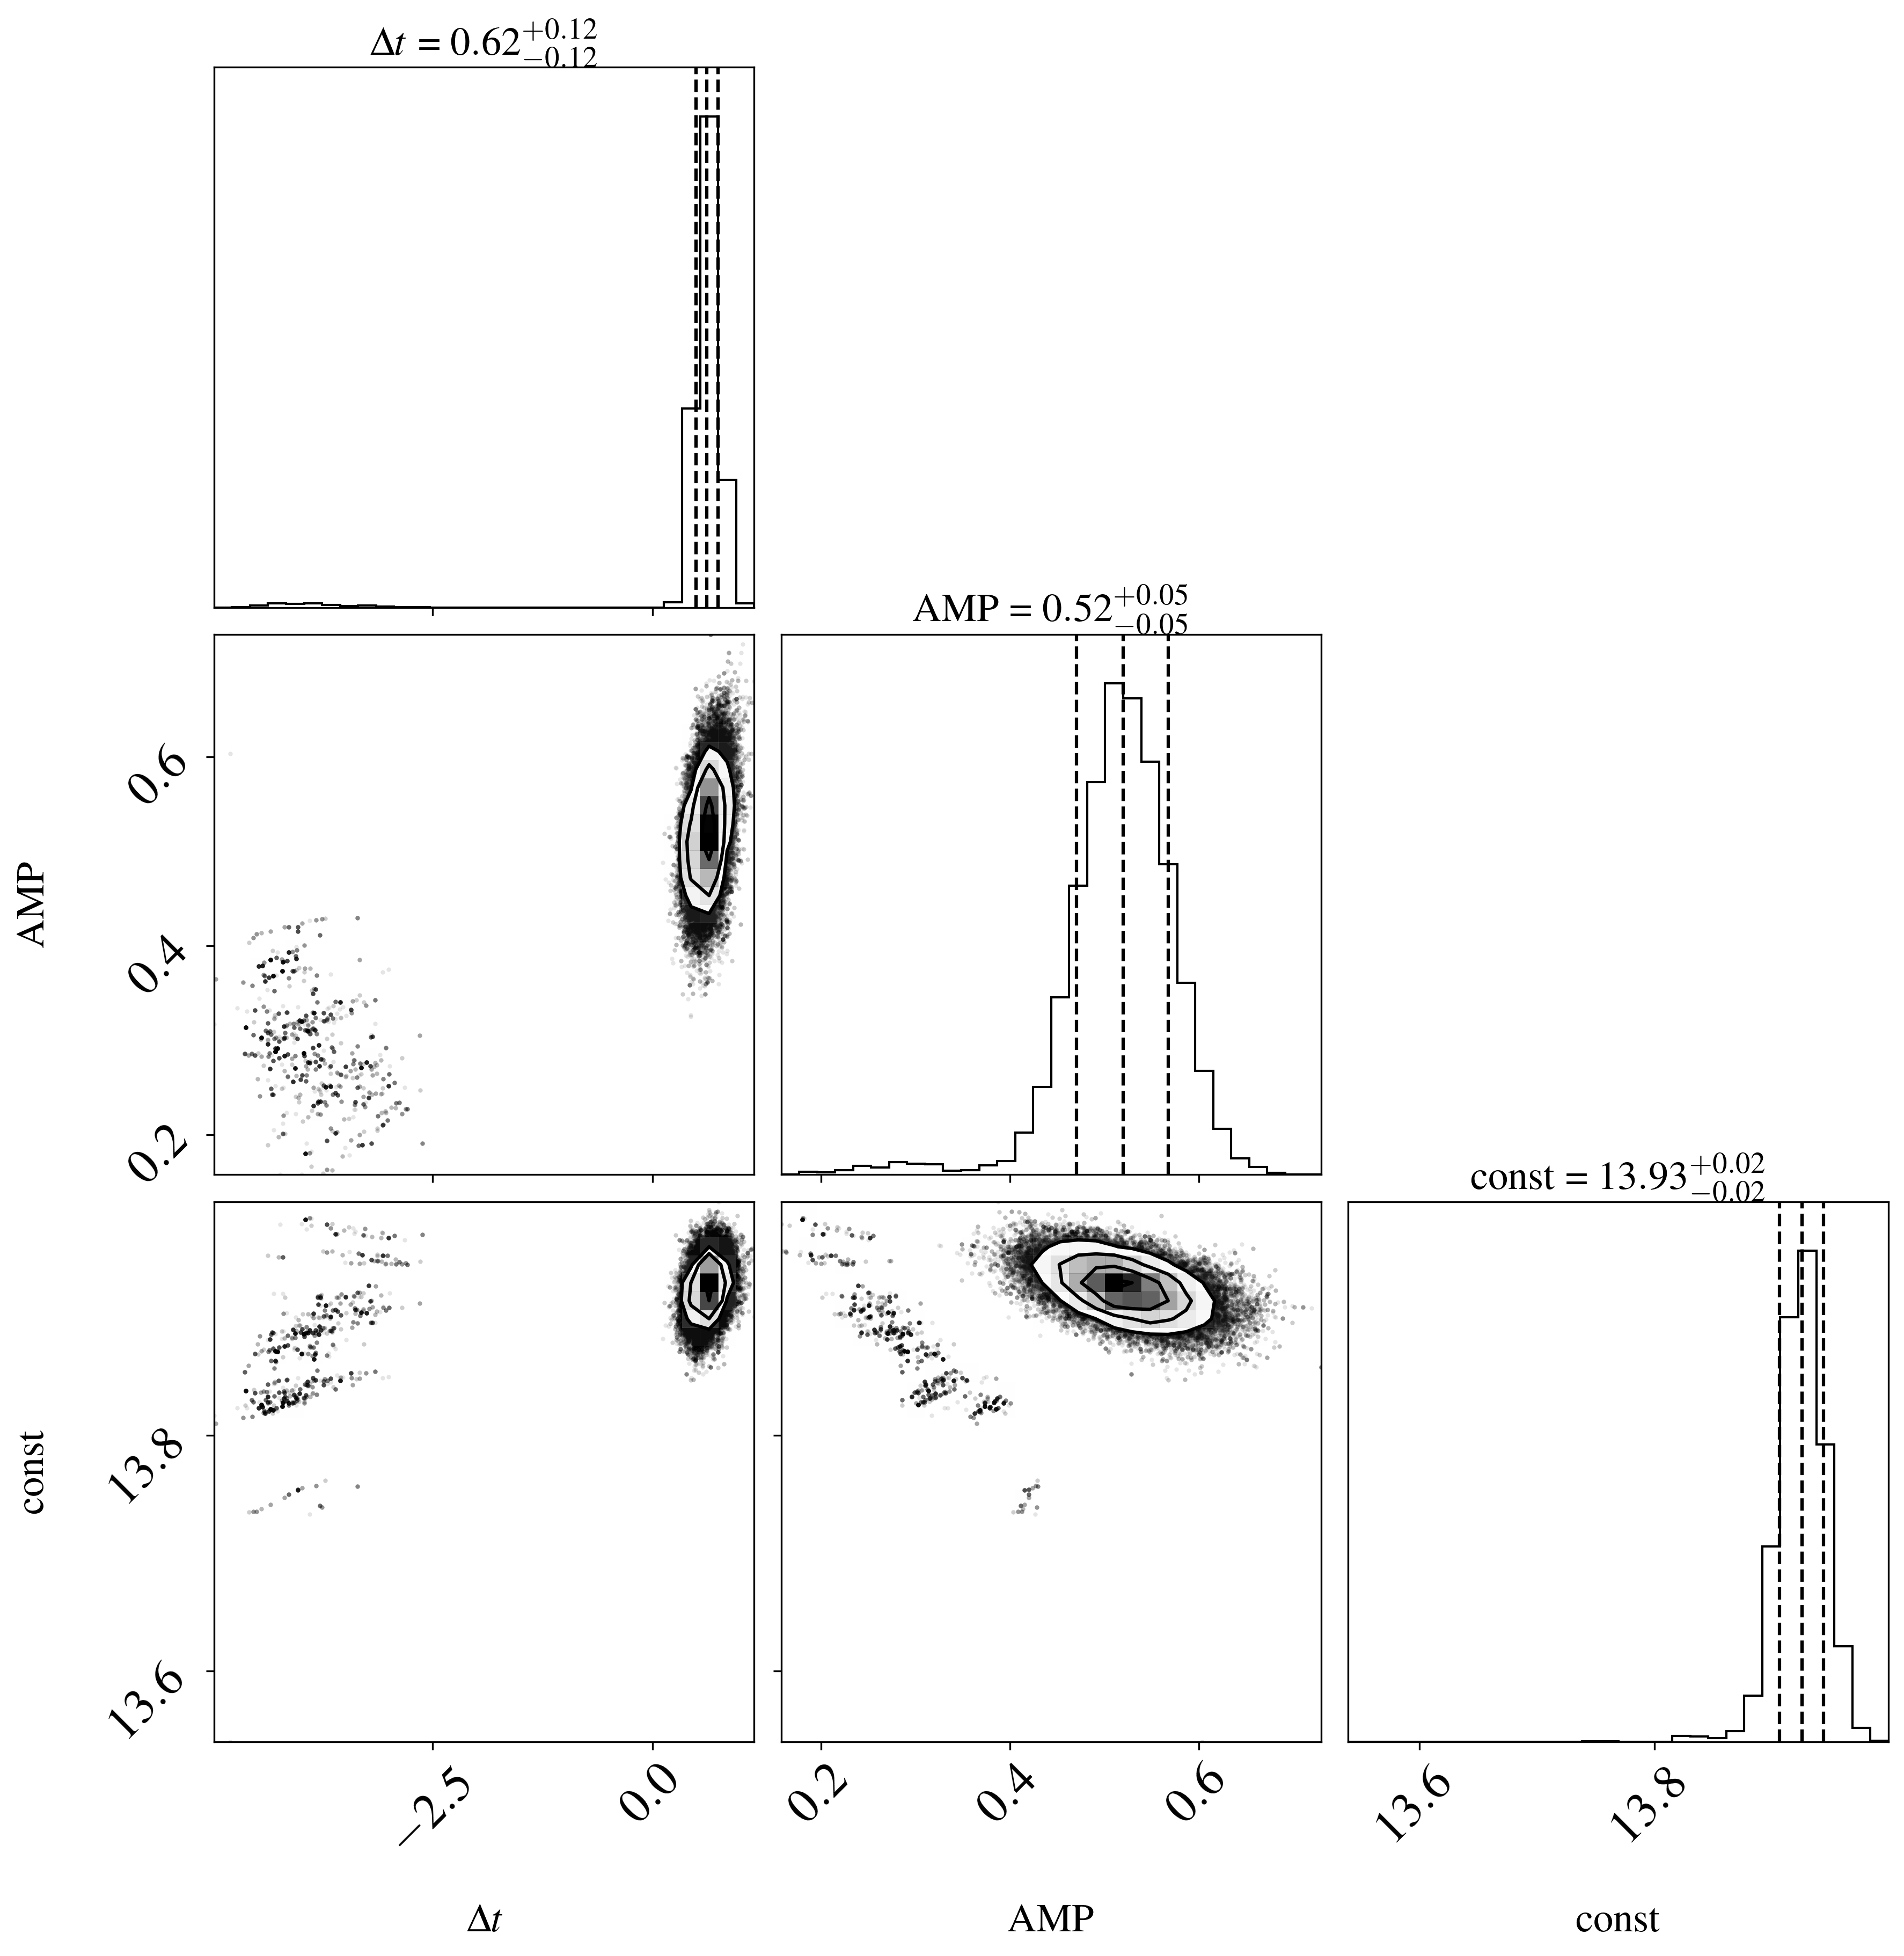 Δt = 0.62+0.12−0.12
AMP = 0.52+0.05−0.05
AMP
0.6
0.4
0.2
const = 13.93+0.02−0.02
const
13.8
13.6
−2.5 0.0 0.2 0.4 0.6 13.6 13.8
Δt AMP const